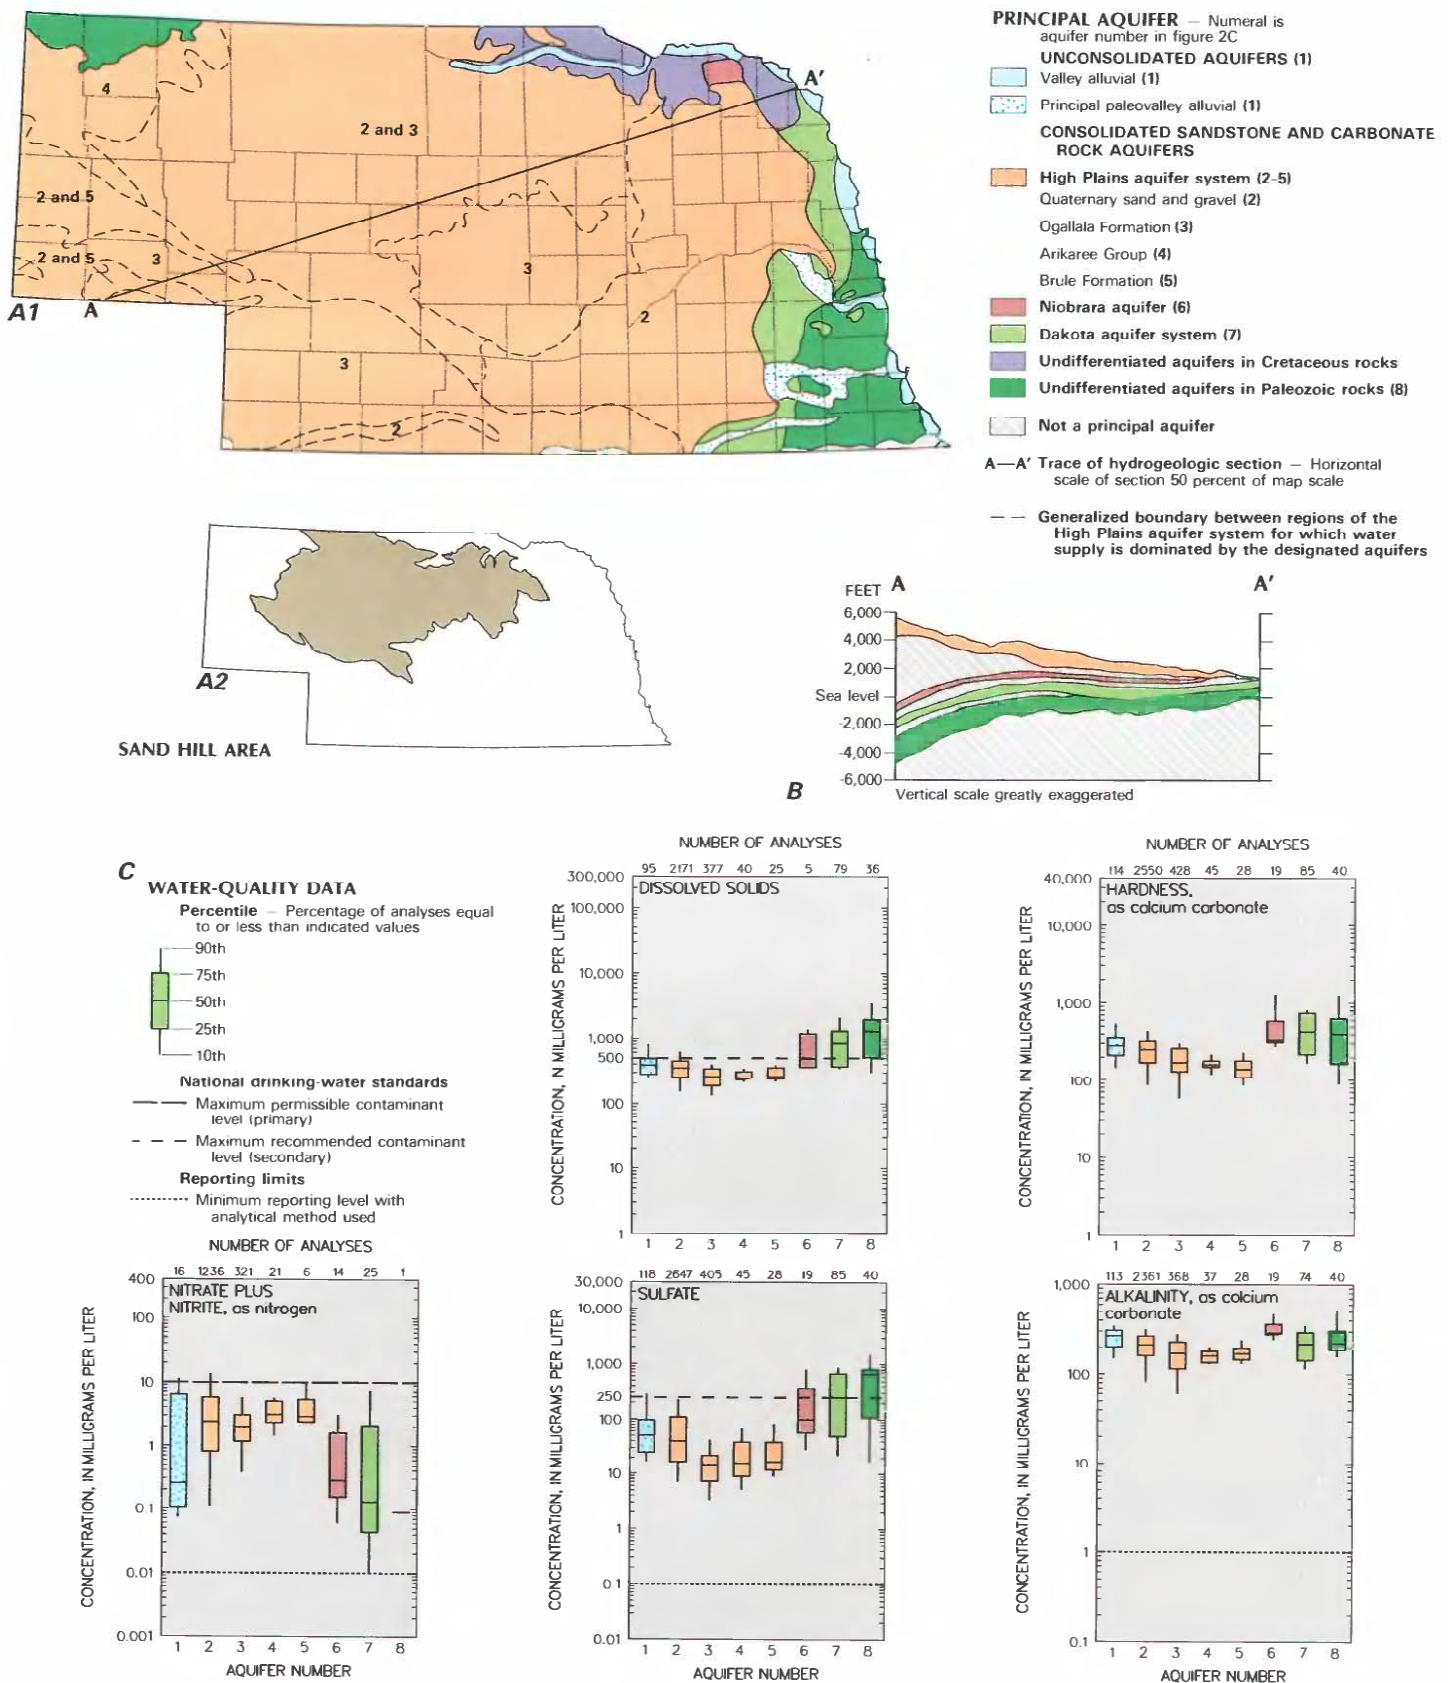 PRINCIPAL AQUIFER — Numeral is
aquifer number in figure 2C
UNCONSOLIDATED AQUIFERS (1)
Valley alluvial (1)
Principal paleovalley alluvial (1)
CONSOLIDATED SANDSTONE AND CARBONATE
ROCK AQUIFERS
High Plains aquifer system (2-5)
Quaternary sand and gravel (2)
Ogallala Formation (3)
Arikaree Group (4)
Brule Formation (5)
Niobrara aquifer (6)
Dakota aquifer system (7)
Undifferentiated aquifers in Cretaceous rocks
Undifferentiated aquifers in Paleozoic rocks (8)
Not a principal aquifer
A—A' Trace of hydrogeologic section — Horizontal
scale of section 50 percent of map scale
— — Generalized boundary between regions of the
High Plains aquifer system for which water
supply is dominated by the designated aquifers
4
2 and 3
A'
2 and 5
2 and 5
3
3
2
3
2
A1
A
A2
SAND HILL AREA
FEET A A'
6,000
4,000
2,000
Sea level
-2,000
-4,000
-6,000
B
Vertical scale greatly exaggerated
C
WATER-QUALITY DATA
Percentile — Percentage of analyses equal
to or less than indicated values
90th
75th
50th
25th
10th
National drinking-water standards
Maximum permissible contaminant
level (primary)
Maximum recommended contaminant
level (secondary)
Reporting limits
Minimum reporting level with
analytical method used
NUMBER OF ANALYSES
95 2171 377 40 25 5 79 36
DISSOLVED SOLIDS
CONCENTRATION, IN MILLIGRAMS PER LITER
300,000
100,000
10,000
1,000
500
100
10
1
1 2 3 4 5 6 7 8
NUMBER OF ANALYSES
114 2550 428 45 28 19 85 40
HARDNESS,
as calcium carbonate
CONCENTRATION, IN MILLIGRAMS PER LITER
40,000
10,000
1,000
100
10
1
1 2 3 4 5 6 7 8
NUMBER OF ANALYSES
16 1236 321 21 6 14 25 1
NITRATE PLUS
NITRITE, as nitrogen
CONCENTRATION, IN MILLIGRAMS PER LITER
400
100
10
1
0.1
0.01
0.001
1 2 3 4 5 6 7 8
AQUIFER NUMBER
118 2647 405 45 28 19 85 40
SULFATE
CONCENTRATION, IN MILLIGRAMS PER LITER
30,000
10,000
1,000
250
100
10
1
0.1
0.01
1 2 3 4 5 6 7 8
AQUIFER NUMBER
113 2361 368 37 28 19 74 40
ALKALINITY, as calcium
carbonate
CONCENTRATION, IN MILLIGRAMS PER LITER
1,000
100
10
1
0.1
1 2 3 4 5 6 7 8
AQUIFER NUMBER